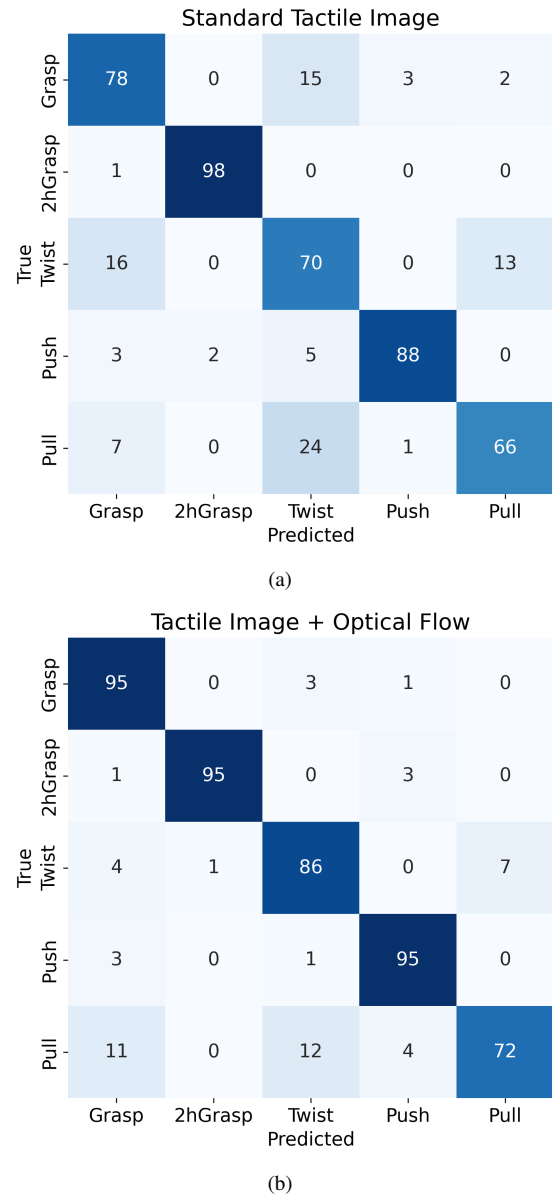 Standard Tactile Image
Grasp 78 0 15 3 2
2hGrasp 1 98 0 0 0
True
Twist 16 0 70 0 13
Push 3 2 5 88 0
Pull 7 0 24 1 66
Grasp 2hGrasp Twist Push Pull
Predicted
(a)
Tactile Image + Optical Flow
Grasp 95 0 3 1 0
2hGrasp 1 95 0 3 0
True
Twist 4 1 86 0 7
Push 3 0 1 95 0
Pull 11 0 12 4 72
Grasp 2hGrasp Twist Push Pull
Predicted
(b)